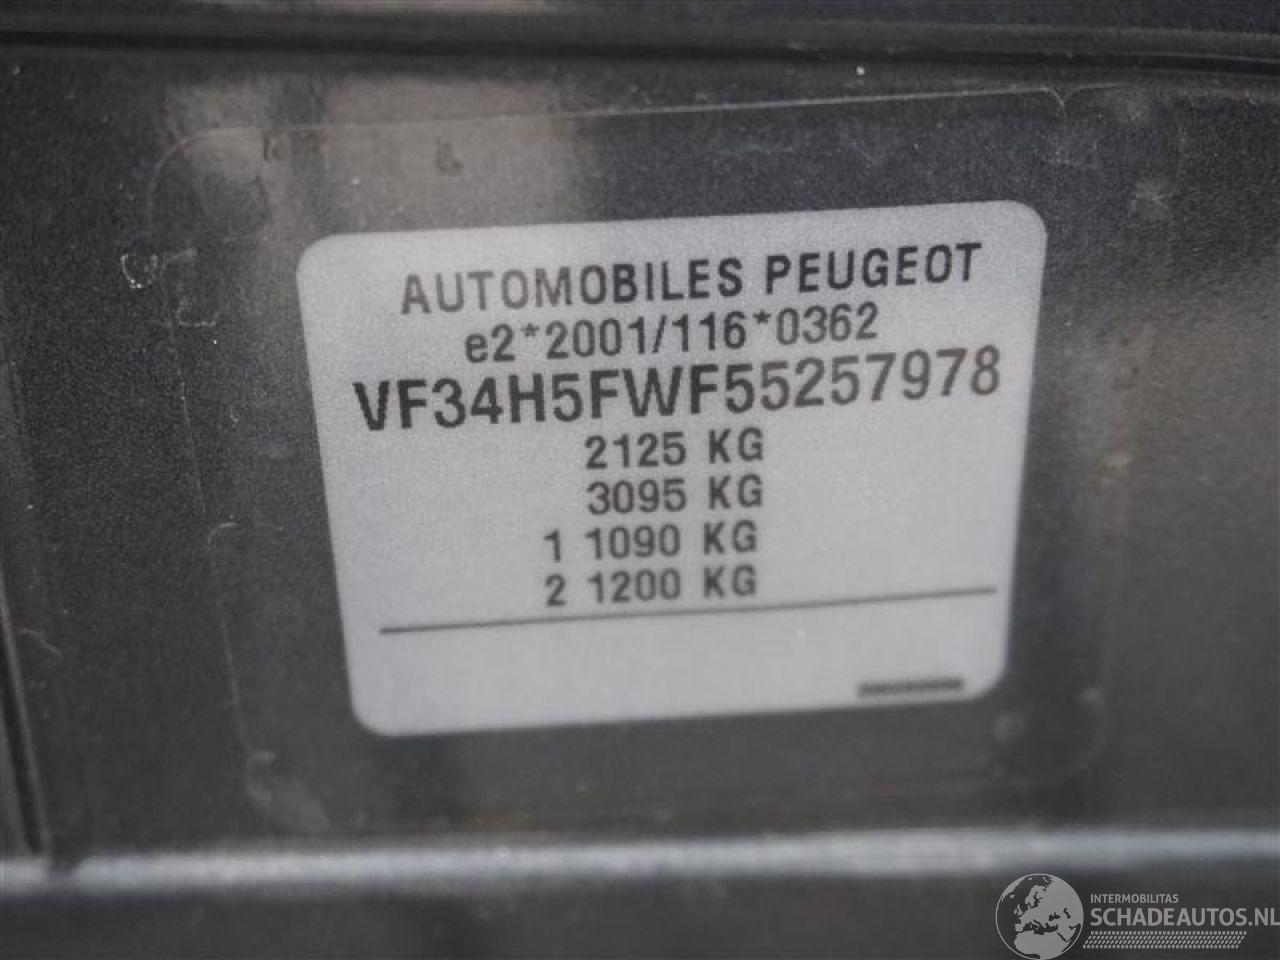 AUTOMOBILES PEUGEOT
e2*2001/116*0362
VF34H5FWF55257978
2125 KG
3095 KG
1 1090 KG
2 1200 KG
INTERMOBILITAS
SCHADEAUTOS.NL